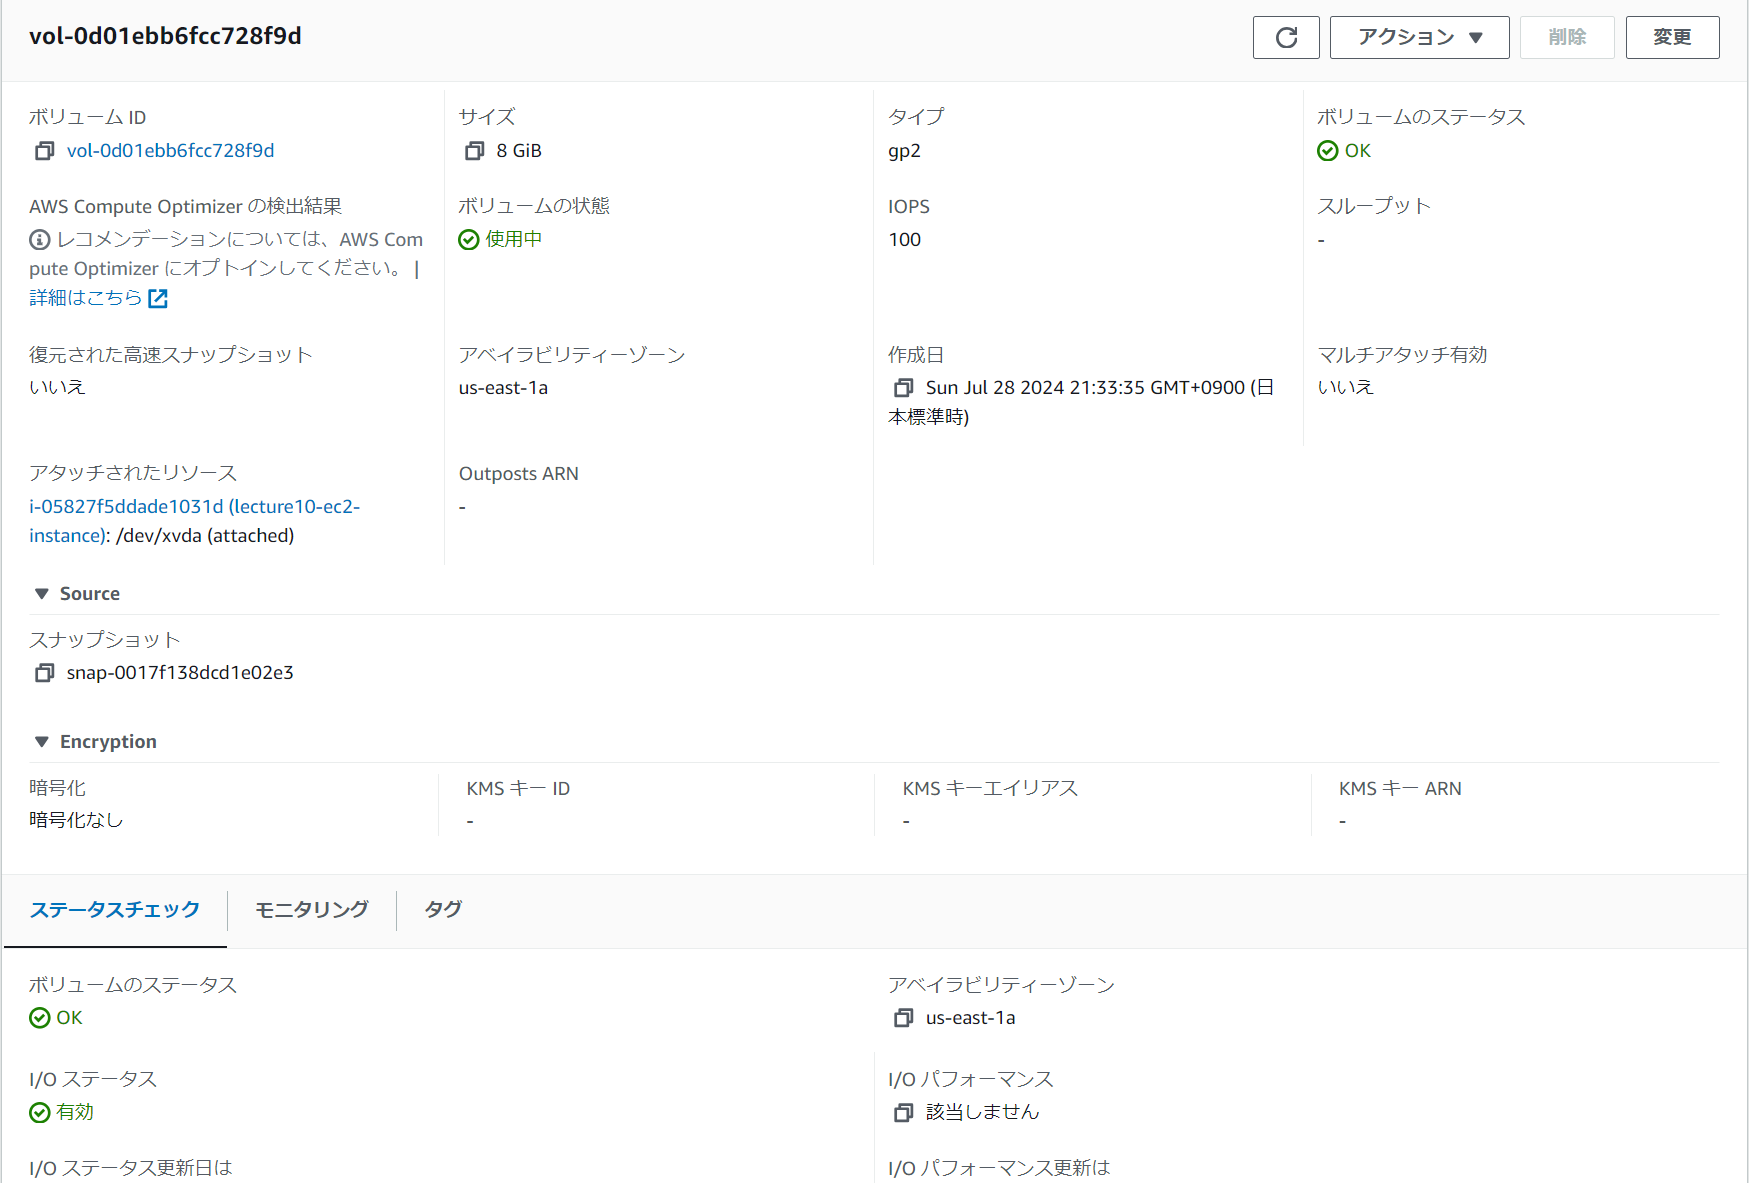 vol-0d01ebb6fcc728f9d
アクション ▼
削除
変更
ボリューム ID
vol-0d01ebb6fcc728f9d
サイズ
8 GiB
タイプ
gp2
ボリュームのステータス
OK
AWS Compute Optimizer の検出結果
レコメンデーションについては、AWS Com
pute Optimizer にオプトインしてください。 |
詳細はこちら
ボリュームの状態
使用中
IOPS
100
スループット
-
復元された高速スナップショット
いいえ
アベイラビリティーゾーン
us-east-1a
作成日
Sun Jul 28 2024 21:33:35 GMT+0900 (日
本標準時)
マルチアタッチ有効
いいえ
アタッチされたリソース
i-05827f5ddade1031d (lecture10-ec2-
instance): /dev/xvda (attached)
Outposts ARN
-
▼ Source
スナップショット
snap-0017f138dcd1e02e3
▼ Encryption
暗号化
暗号化なし
KMS キー ID
-
KMS キーエイリアス
-
KMS キー ARN
-
ステータスチェック
モニタリング
タグ
ボリュームのステータス
OK
アベイラビリティーゾーン
us-east-1a
I/O ステータス
有効
I/O パフォーマンス
該当しません
I/O ステータス更新日は
I/O パフォーマンス更新は